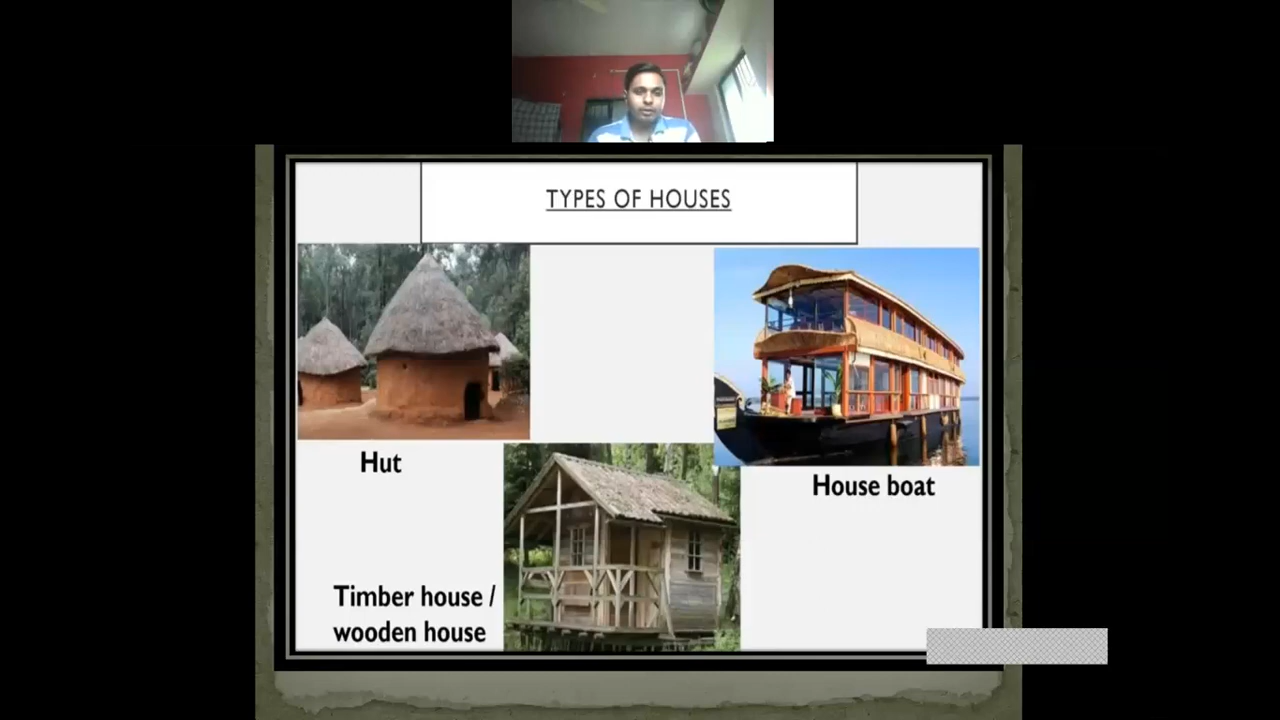 TYPES OF HOUSES
Hut
House boat
Timber house /
wooden house